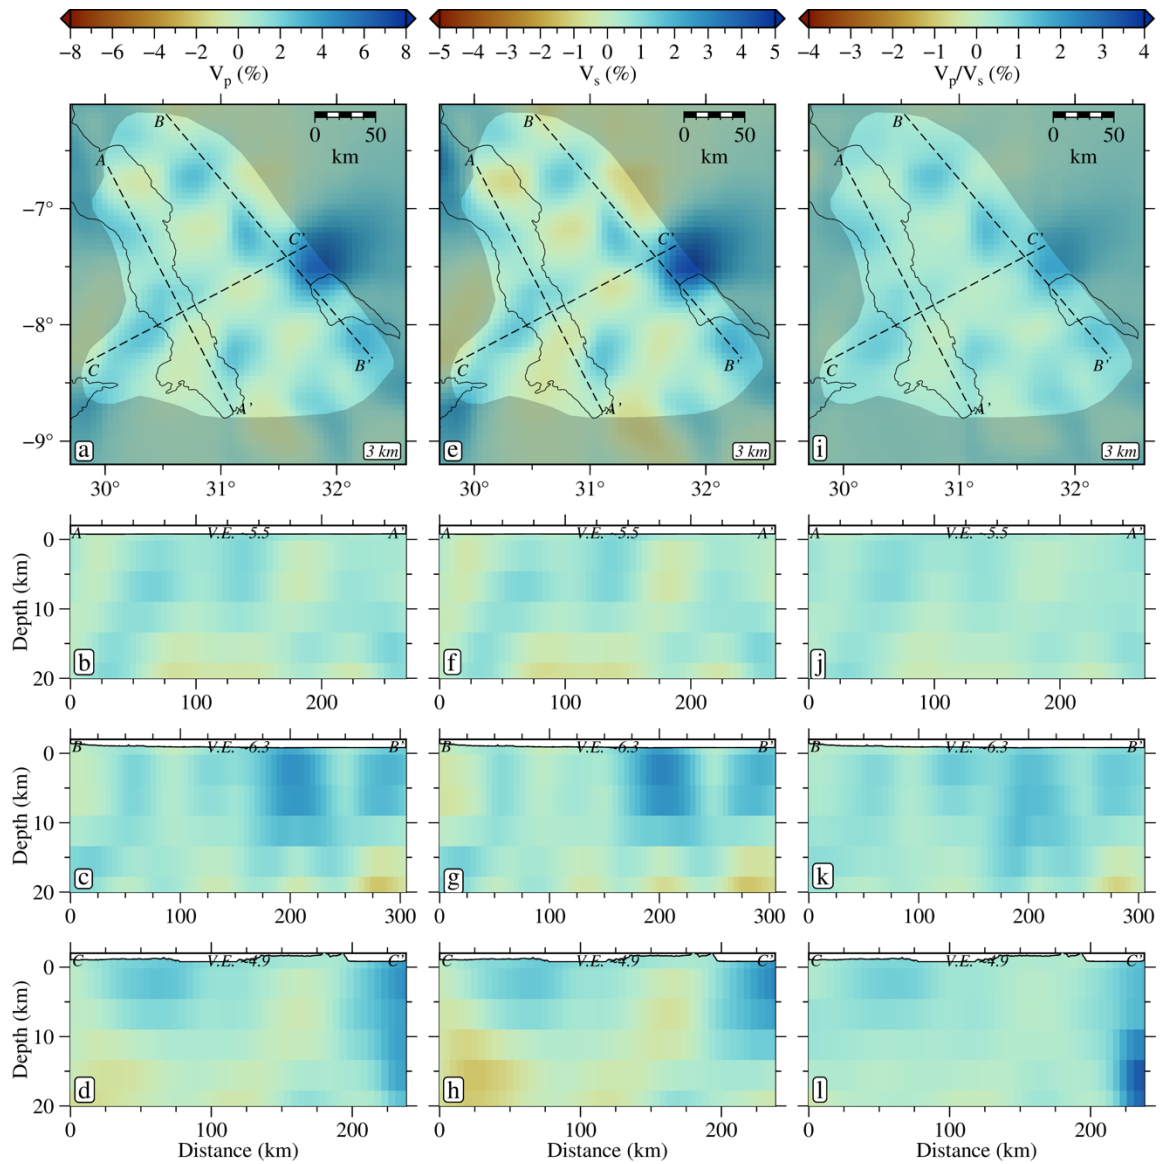 −8 −6 −4 −2 0 2 4 6 8
Vp (%)
−5 −4 −3 −2 −1 0 1 2 3 4 5
Vs (%)
−4 −3 −2 −1 0 1 2 3 4
Vp/Vs (%)
B
A
C'
C
B'
A'
0 50
km
−7°
−8°
−9°
a
3 km
30° 31° 32°
B
A
C'
C
B'
A'
0 50
km
e
3 km
30° 31° 32°
B
A
C'
C
B'
A'
0 50
km
i
3 km
30° 31° 32°
Depth (km)
0
10
20
A V.E. ~5.5 A'
b
0 100 200
A V.E. ~5.5 A'
f
0 100 200
A V.E. ~5.5 A'
j
0 100 200
Depth (km)
0
10
20
B V.E. ~6.3 B'
c
0 100 200 300
B V.E. ~6.3 B'
g
0 100 200 300
B V.E. ~6.3 B'
k
0 100 200 300
Depth (km)
0
10
20
C V.E. ~4.9 C'
d
0 100 200
Distance (km)
C V.E. ~4.9 C'
h
0 100 200
Distance (km)
C V.E. ~4.9 C'
l
0 100 200
Distance (km)